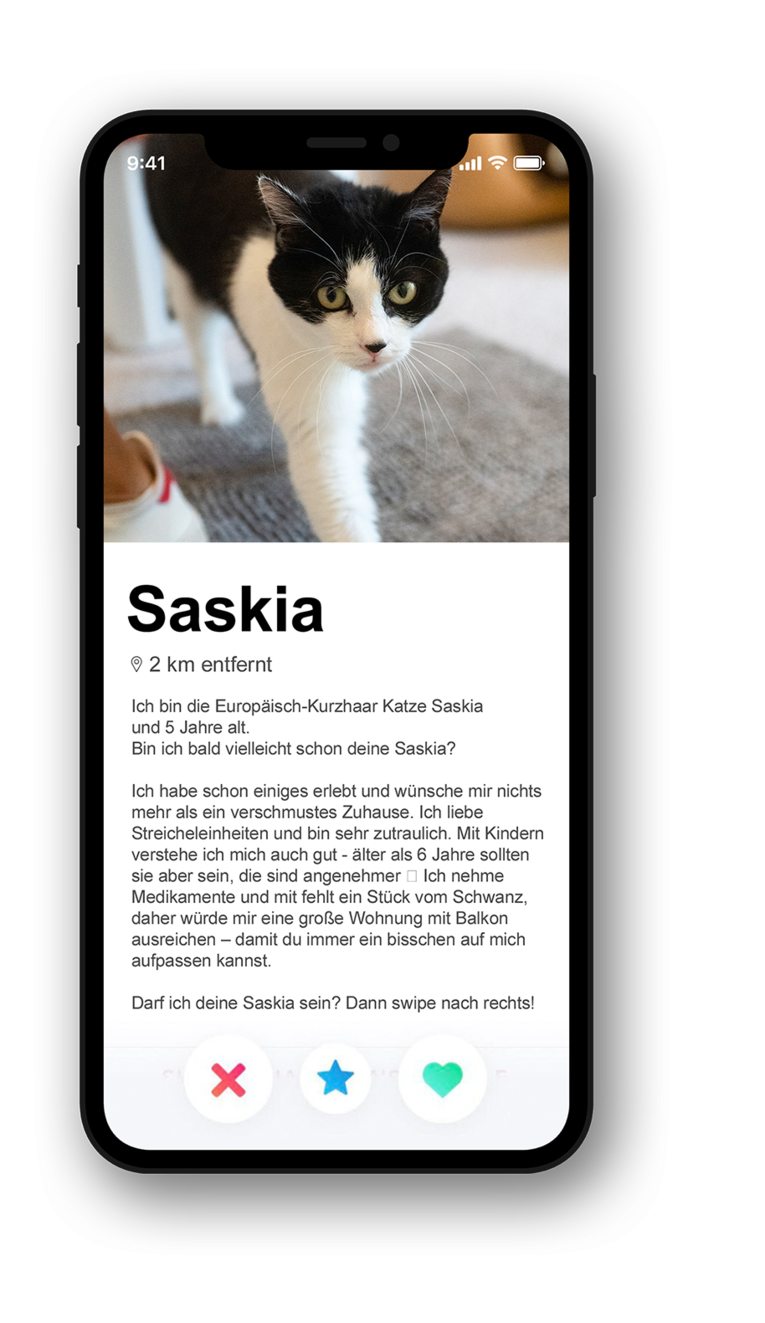 9:41
Saskia
2 km entfernt
Ich bin die Europäisch-Kurzhaar Katze Saskia
und 5 Jahre alt.
Bin ich bald vielleicht schon deine Saskia?
Ich habe schon einiges erlebt und wünsche mir nichts
mehr als ein verschmustes Zuhause. Ich liebe
Streicheleinheiten und bin sehr zutraulich. Mit Kindern
verstehe ich mich auch gut - älter als 6 Jahre sollten
sie aber sein, die sind angenehmer □ Ich nehme
Medikamente und mit fehlt ein Stück vom Schwanz,
daher würde mir eine große Wohnung mit Balkon
ausreichen – damit du immer ein bisschen auf mich
aufpassen kannst.
Darf ich deine Saskia sein? Dann swipe nach rechts!